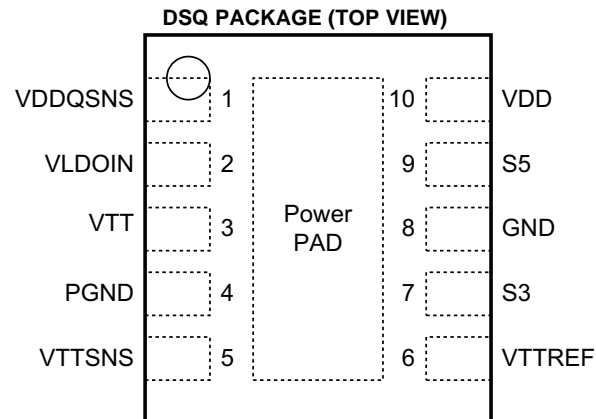 DSQ PACKAGE (TOP VIEW)
VDDQSNS 1 10 VDD
VLDOIN 2 9 S5
VTT 3 Power PAD 8 GND
PGND 4 7 S3
VTTSNS 5 6 VTTREF